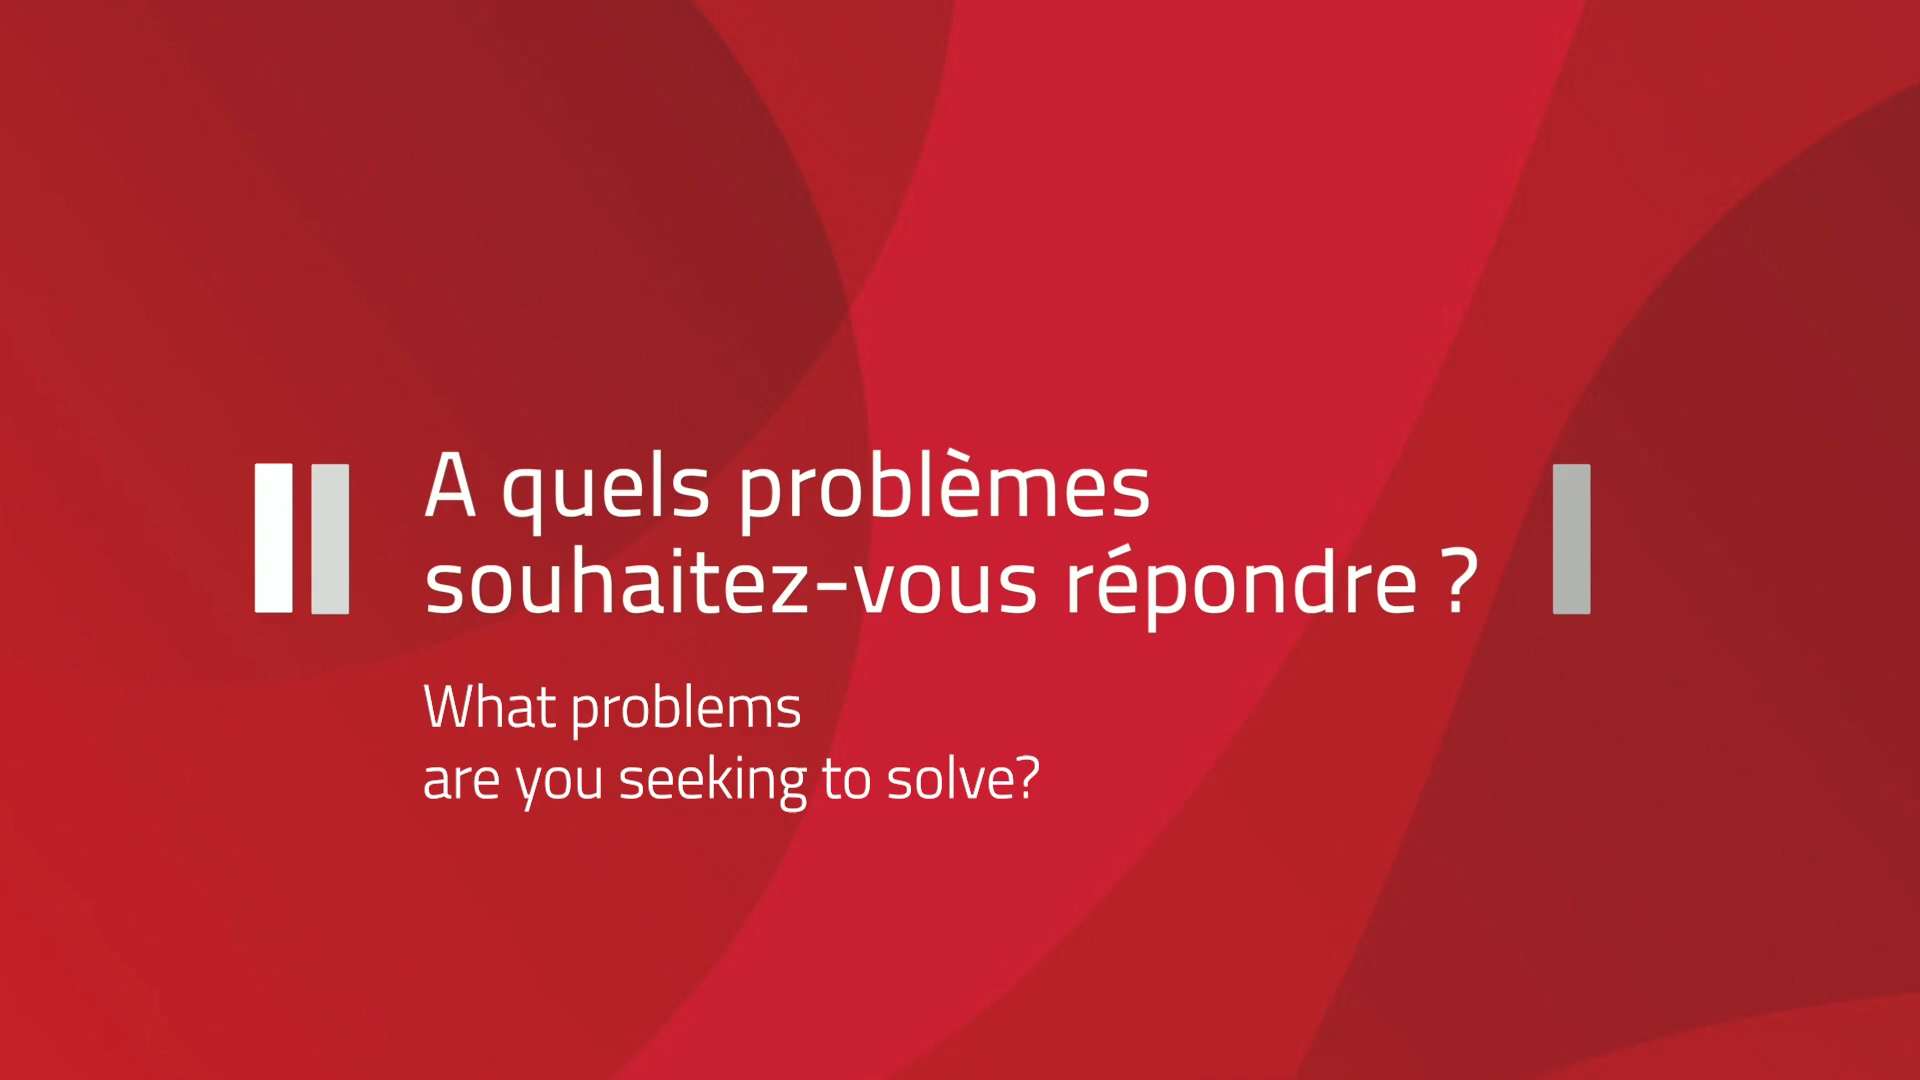 A quels problèmes
souhaitez-vous répondre ?
What problems
are you seeking to solve?